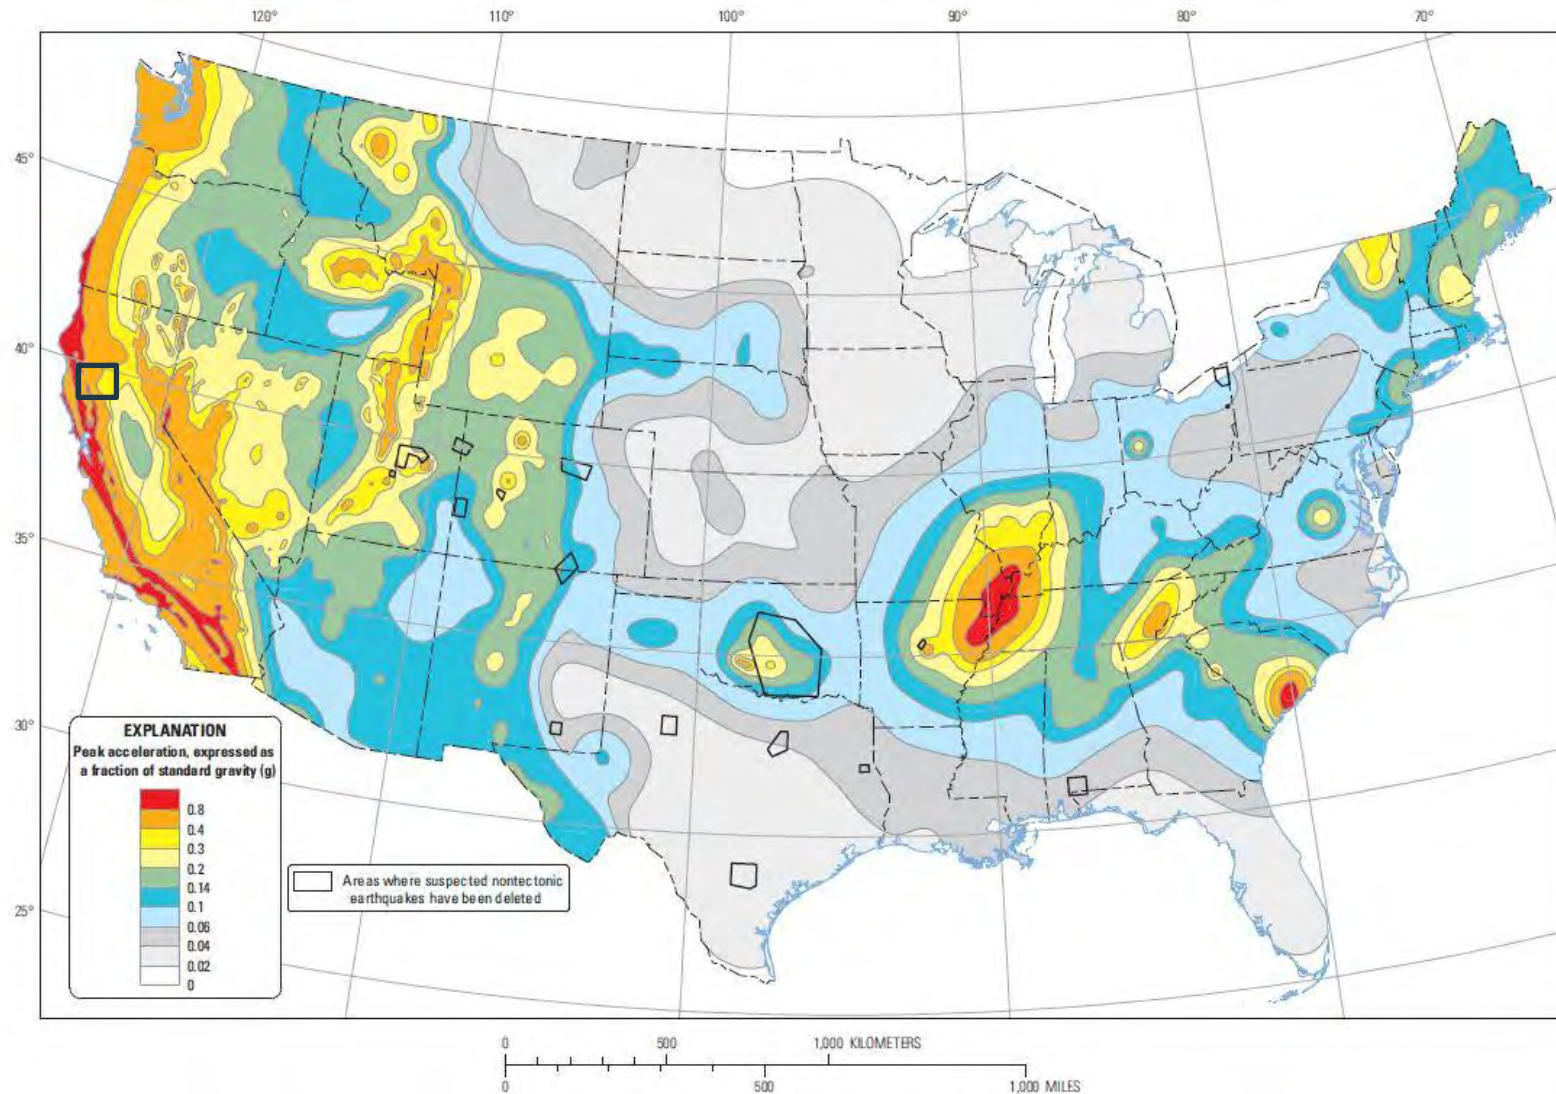 120° 110° 100° 90° 80° 70°
45°
40°
35°
30°
25°
EXPLANATION
Peak acceleration, expressed as
a fraction of standard gravity (g)
0.8
0.4
0.3
0.2
0.14
0.1
0.06
0.04
0.02
0
Areas where suspected nontectonic
earthquakes have been deleted
0 500 1,000 KILOMETERS
0 500 1,000 MILES